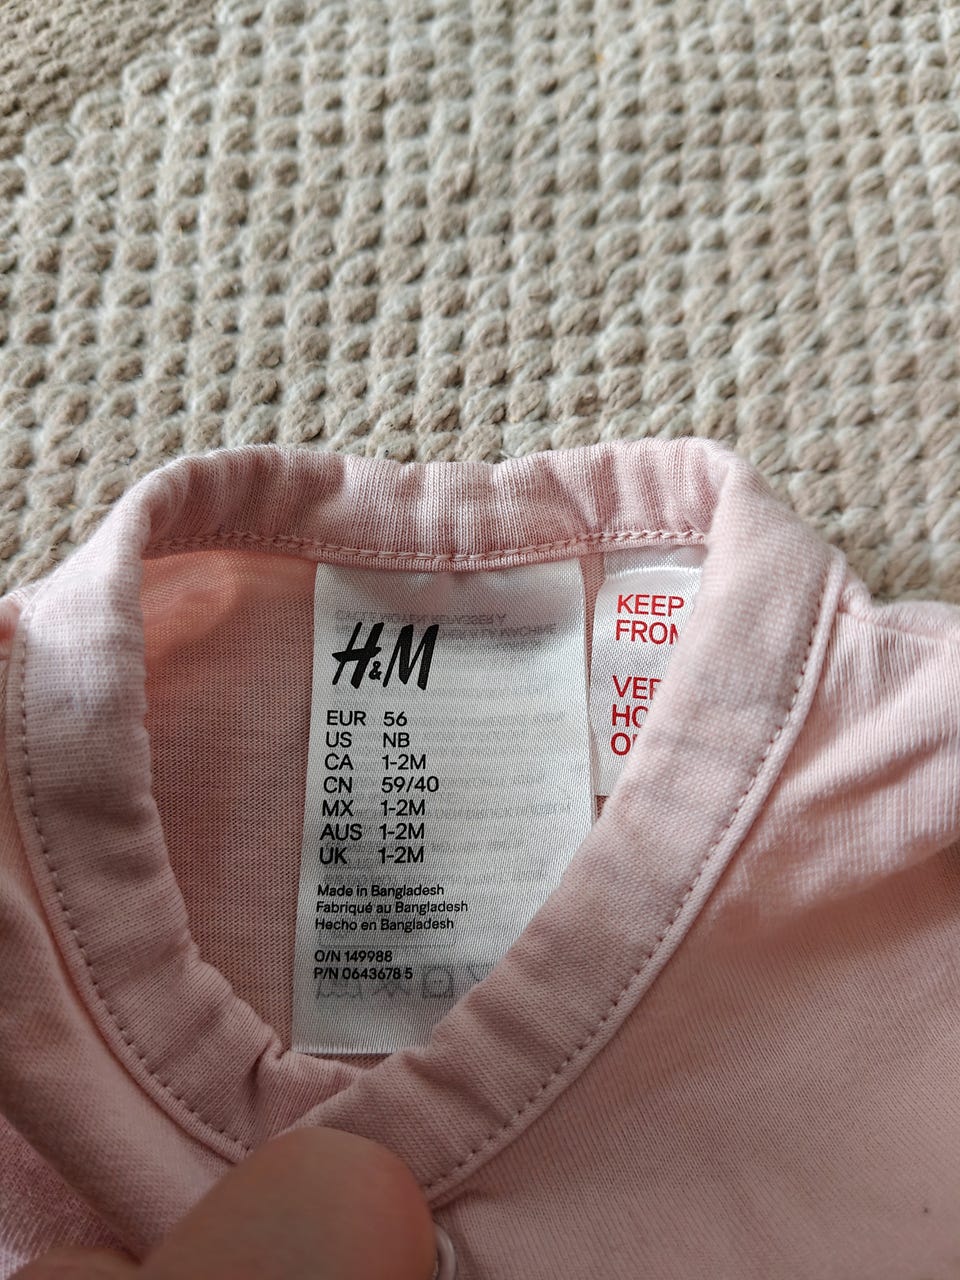 H&M
EUR 56
US NB
CA 1-2M
CN 59/40
MX 1-2M
AUS 1-2M
UK 1-2M
Made in Bangladesh
Fabriqué au Bangladesh
Hecho en Bangladesh
O/N 149988
P/N 0643678 5
KEEP